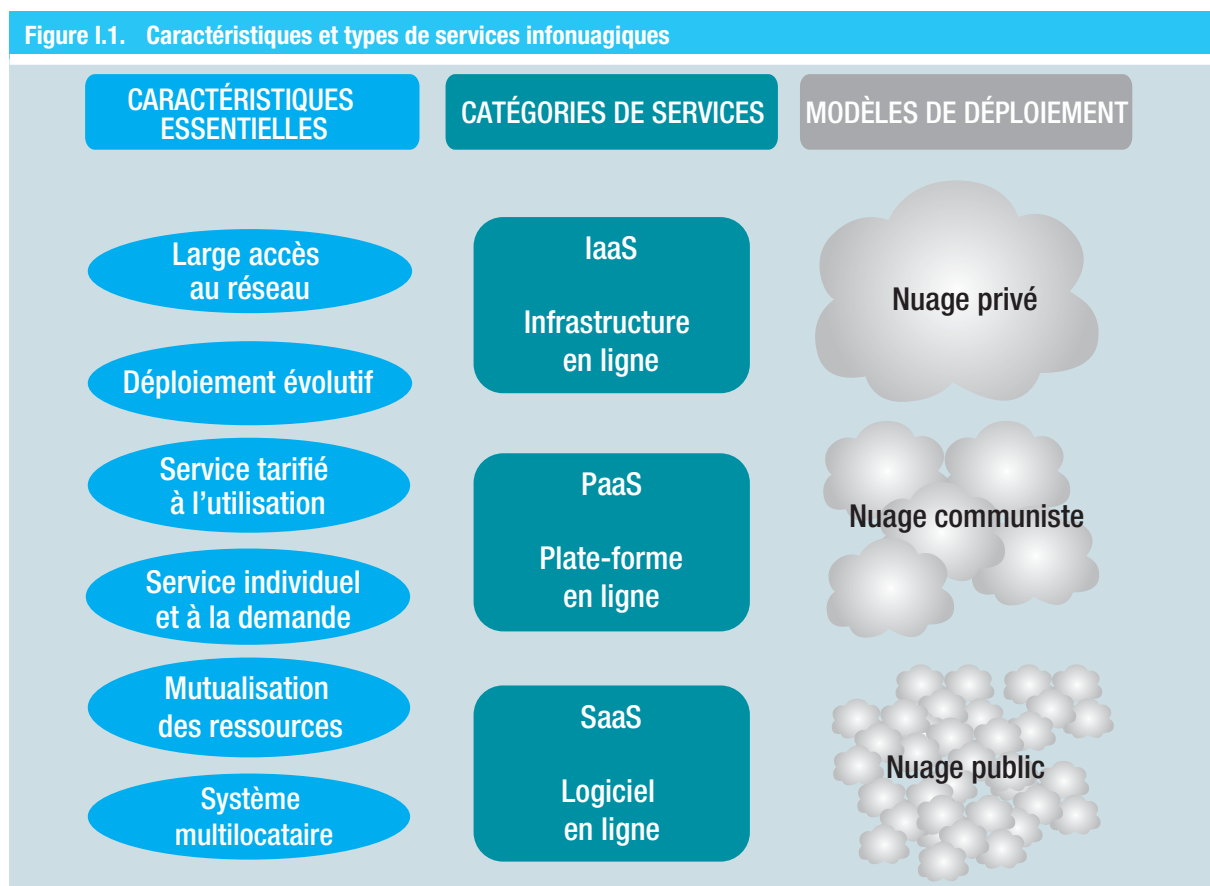 Figure I.1. Caractéristiques et types de services infonuagiques
CARACTÉRISTIQUES
ESSENTIELLES
Large accès
au réseau
Déploiement évolutif
Service tarifié
à l'utilisation
Service individuel
et à la demande
Mutualisation
des ressources
Système
multilocataire
CATÉGORIES DE SERVICES
IaaS
Infrastructure
en ligne
PaaS
Plate-forme
en ligne
SaaS
Logiciel
en ligne
MODÈLES DE DÉPLOIEMENT
Nuage privé
Nuage communiste
Nuage public